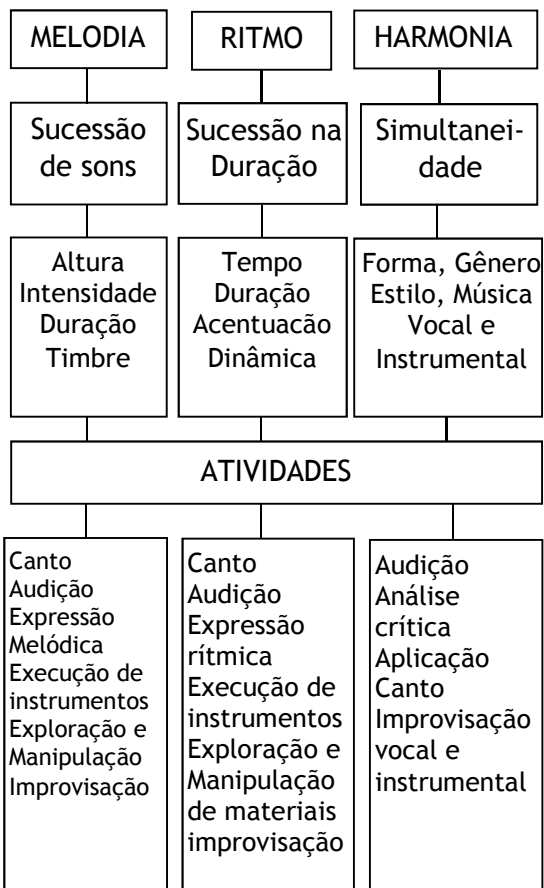 MELODIA
RITMO
HARMONIA
Sucessão
de sons
Sucessão na
Duração
Simultanei-
dade
Altura
Intensidade
Duração
Timbre
Tempo
Duração
Acentuacão
Dinâmica
Forma, Gênero
Estilo, Música
Vocal e
Instrumental
ATIVIDADES
Canto
Audição
Expressão
Melódica
Execução de
instrumentos
Exploração e
Manipulação
Improvisação
Canto
Audição
Expressão
rítmica
Execução de
instrumentos
Exploração e
Manipulação
de materiais
improvisação
Audição
Análise
crítica
Aplicação
Canto
Improvisação
vocal e
instrumental